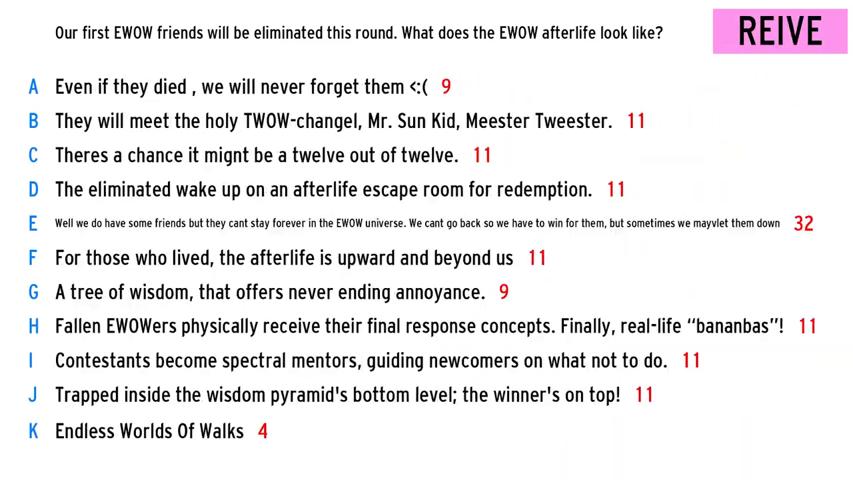 Our first EWOW friends will be eliminated this round. What does the EWOW afterlife look like?
REIVE
A Even if they died , we will never forget them <:( 9
B They will meet the holy TWOW-changel, Mr. Sun Kid, Meester Tweester. 11
C Theres a chance it mignt be a twelve out of twelve. 11
D The eliminated wake up on an afterlife escape room for redemption. 11
E Well we do have some friends but they cant stay forever in the EWOW universe. We cant go back so we have to win for them, but sometimes we mayvlet them down 32
F For those who lived, the afterlife is upward and beyond us 11
G A tree of wisdom, that offers never ending annoyance. 9
H Fallen EWOWers physically receive their final response concepts. Finally, real-life “bananbas”! 11
I Contestants become spectral mentors, guiding newcomers on what not to do. 11
J Trapped inside the wisdom pyramid's bottom level; the winner's on top! 11
K Endless Worlds Of Walks 4